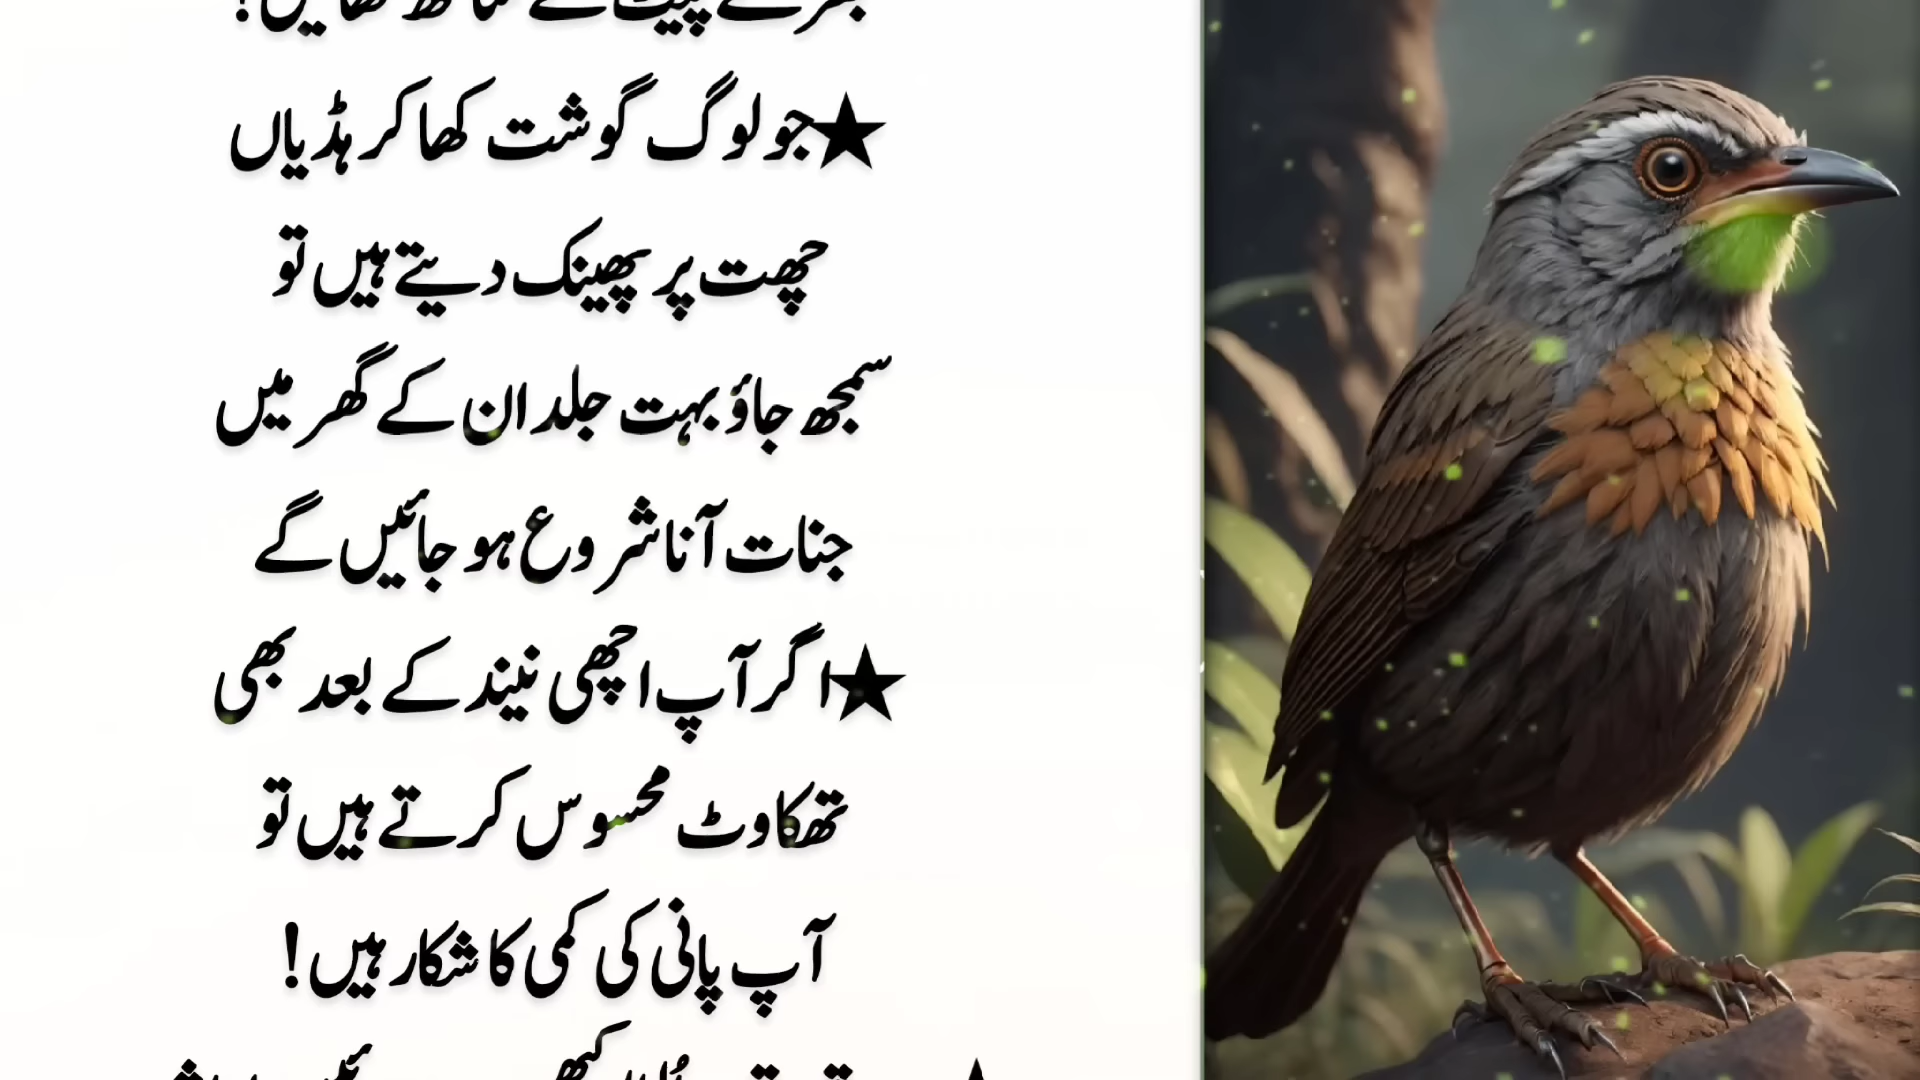 ★جو لوگ گوشت کھا کر ہڈیاں
چھت پر پھینک دیتے ہیں تو
سمجھ جاؤ بہت جلد ان کے گھر میں
جنات آنا شروع ہو جائیں گے
★اگر آپ اچھی نیند کے بعد بھی
تھکاوٹ محسوس کرتے ہیں تو
آپ پانی کی کمی کا شکار ہیں!